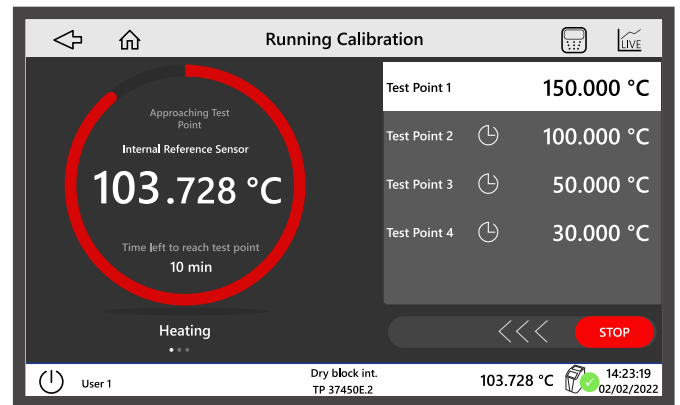 Running Calibration
LIVE
Approaching Test
Point
Internal Reference Sensor
103.728 °C
Time left to reach test point
10 min
Heating
Test Point 1 150.000 °C
Test Point 2 100.000 °C
Test Point 3 50.000 °C
Test Point 4 30.000 °C
<<< STOP
User 1
Dry block int.
TP 37450E.2
103.728 °C
14:23:19
02/02/2022